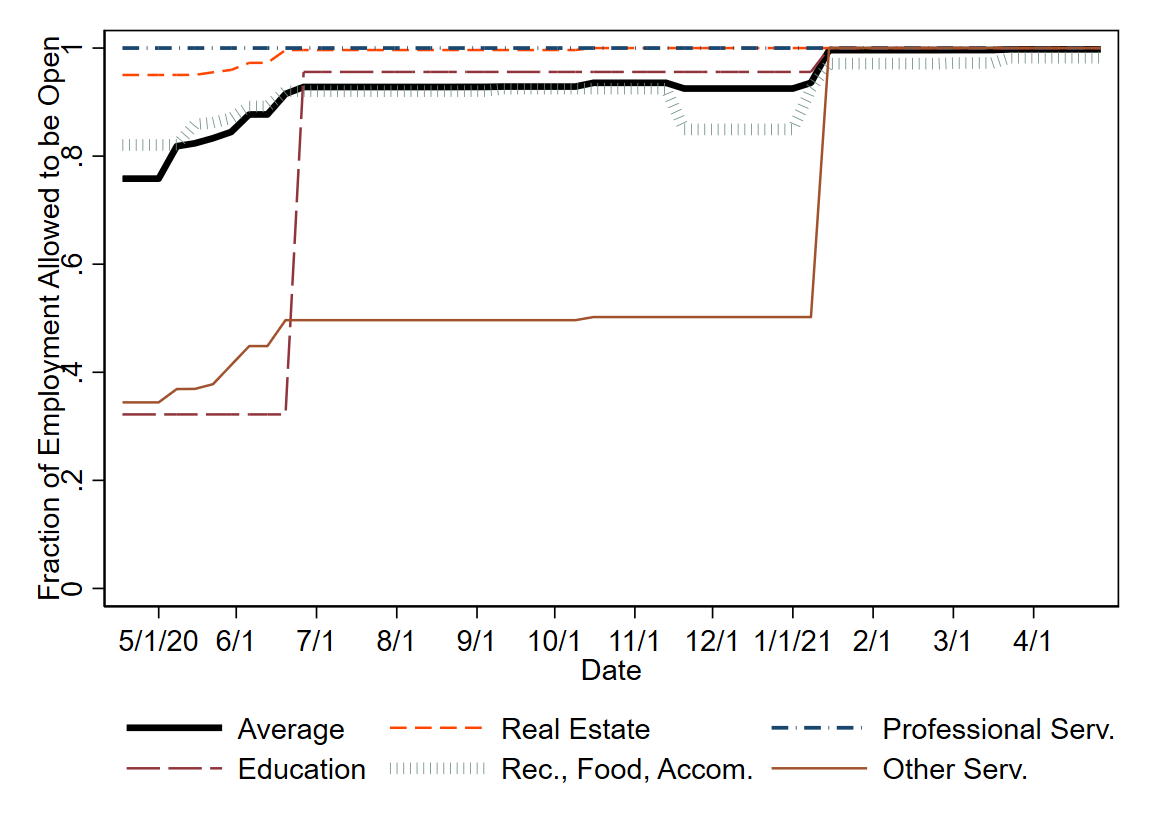 Fraction of Employment Allowed to be Open
1
.8
.6
.4
.2
0
5/1/20 6/1 7/1 8/1 9/1 10/1 11/1 12/1 1/1/21 2/1 3/1 4/1
Date
Average Real Estate Professional Serv.
Education Rec., Food, Accom. Other Serv.